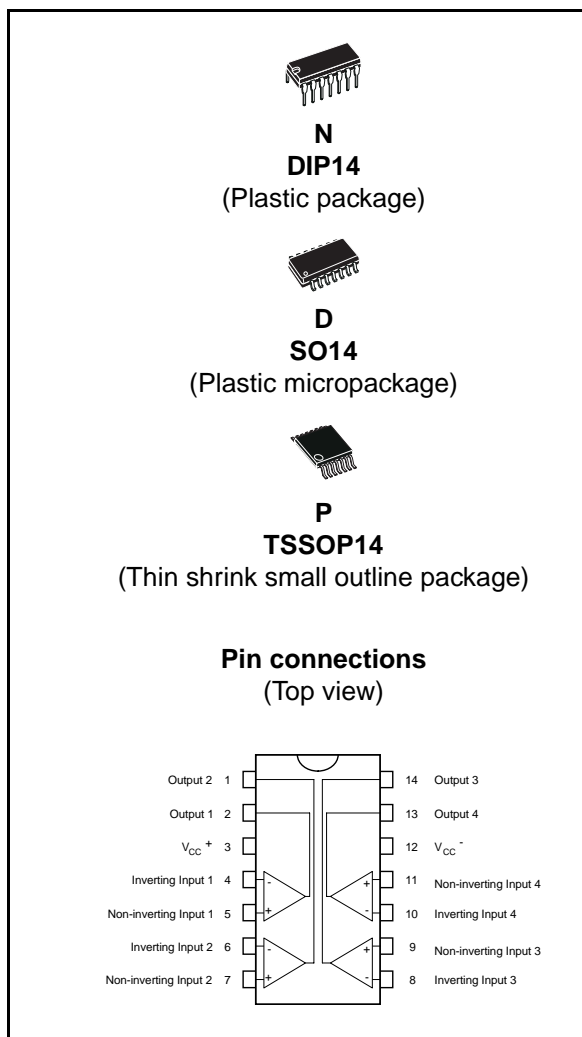 N
DIP14
(Plastic package)
D
SO14
(Plastic micropackage)
P
TSSOP14
(Thin shrink small outline package)
Pin connections
(Top view)
Output 2 1 14 Output 3
Output 1 2 13 Output 4
VCC + 3 12 VCC -
Inverting Input 1 4 - + 11 Non-inverting Input 4
Non-inverting Input 1 5 + - 10 Inverting Input 4
Inverting Input 2 6 - + 9 Non-inverting Input 3
Non-inverting Input 2 7 + - 8 Inverting Input 3